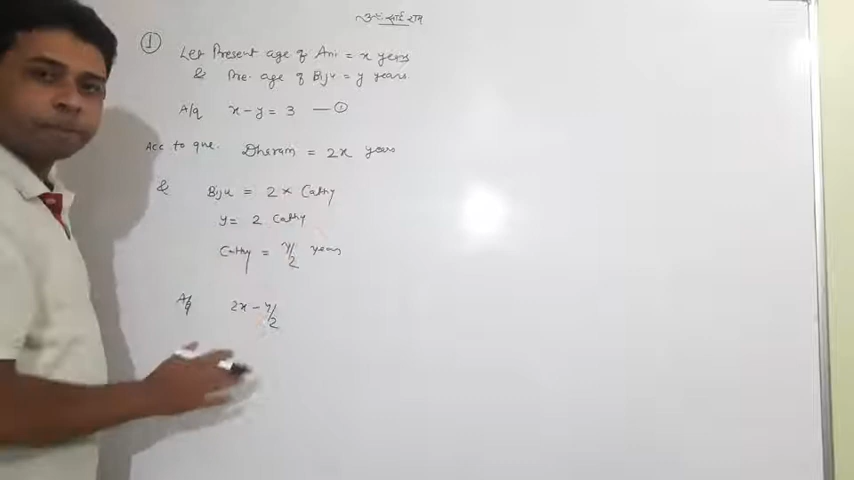 ① Let Present age of Ani = x years
& Pre. age of Biju = y years.
A/q x-y = 3 —①
Acc to que. Dharam = 2x years
& Biju = 2 x Cathy
y = 2 Cathy
Cathy = y/2 years
A/q 2x - y/2